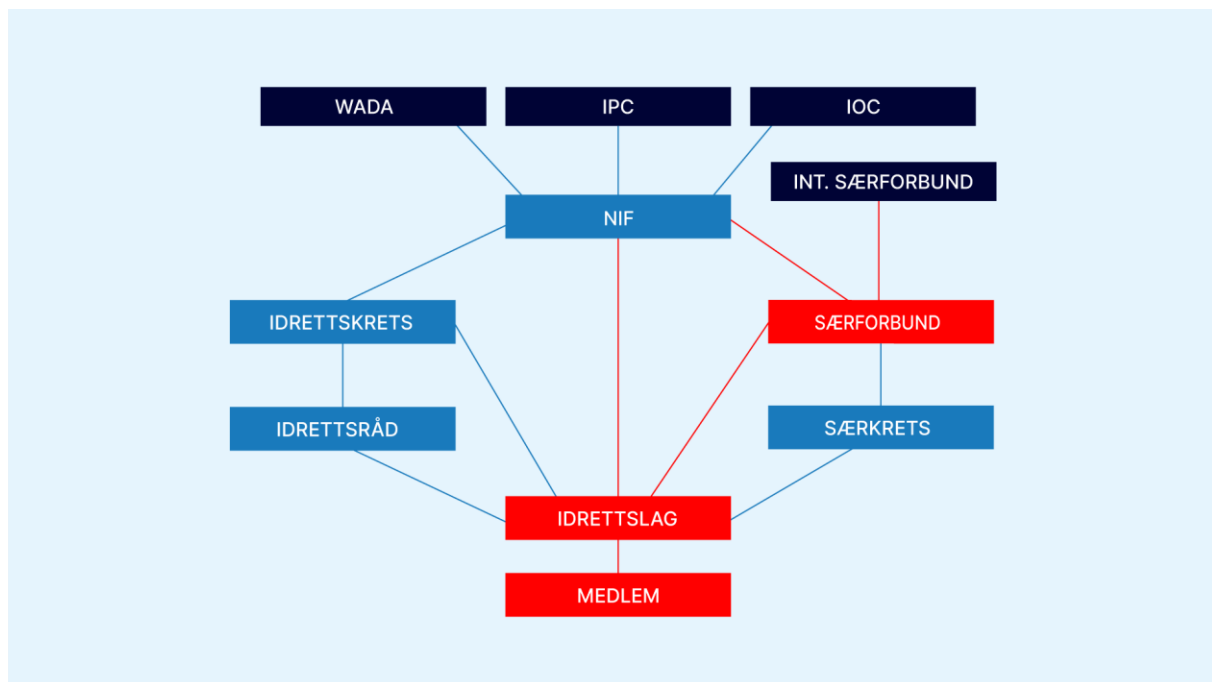 WADA
IPC
IOC
INT. SÆRFORBUND
NIF
IDRETTSKRETS
SÆRFORBUND
IDRETTSRÅD
SÆRKRETS
IDRETTSLAG
MEDLEM